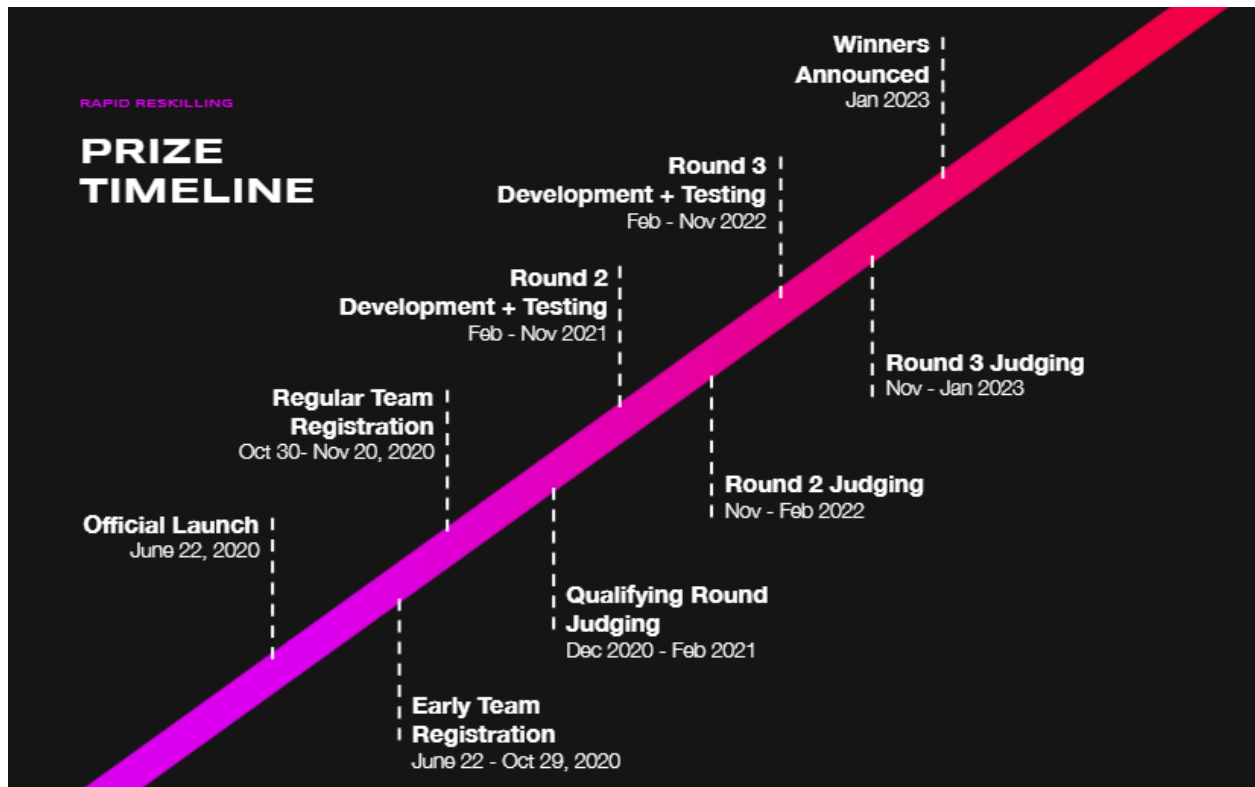 RAPID RESKILLING
PRIZE
TIMELINE
Official Launch
June 22, 2020
Early Team
Registration
June 22 - Oct 29, 2020
Regular Team
Registration
Oct 30- Nov 20, 2020
Qualifying Round
Judging
Dec 2020 - Feb 2021
Round 2
Development + Testing
Feb - Nov 2021
Round 2 Judging
Nov - Feb 2022
Round 3
Development + Testing
Feb - Nov 2022
Round 3 Judging
Nov - Jan 2023
Winners
Announced
Jan 2023